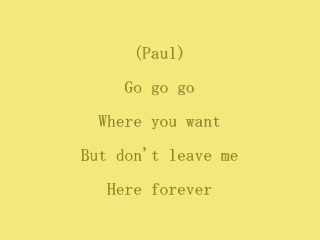 (Paul)
Go go go
Where you want
But don't leave me
Here forever